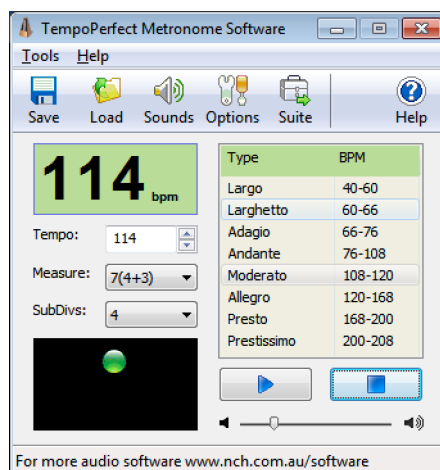 TempoPerfect Metronome Software
Tools Help
Save Load Sounds Options Suite Help
114 bpm
Tempo: 114
Measure: 7(4+3)
SubDivs: 4
Type BPM
Largo 40-60
Larghetto 60-66
Adagio 66-76
Andante 76-108
Moderato 108-120
Allegro 120-168
Presto 168-200
Prestissimo 200-208
For more audio software www.nch.com.au/software